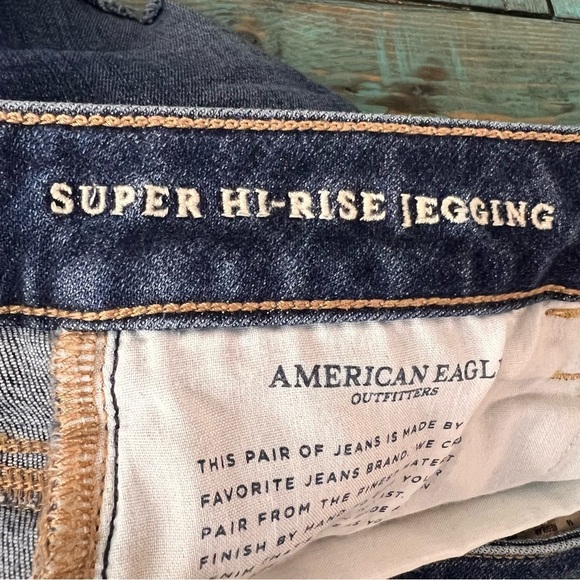 SUPER HI-RISE JEGGING
AMERICAN EAGL
OUTFITTERS
THIS PAIR OF JEANS IS MADE BY
FAVORITE JEANS BRAND. WE
PAIR FROM THE YOUR
FINISH BY HAND